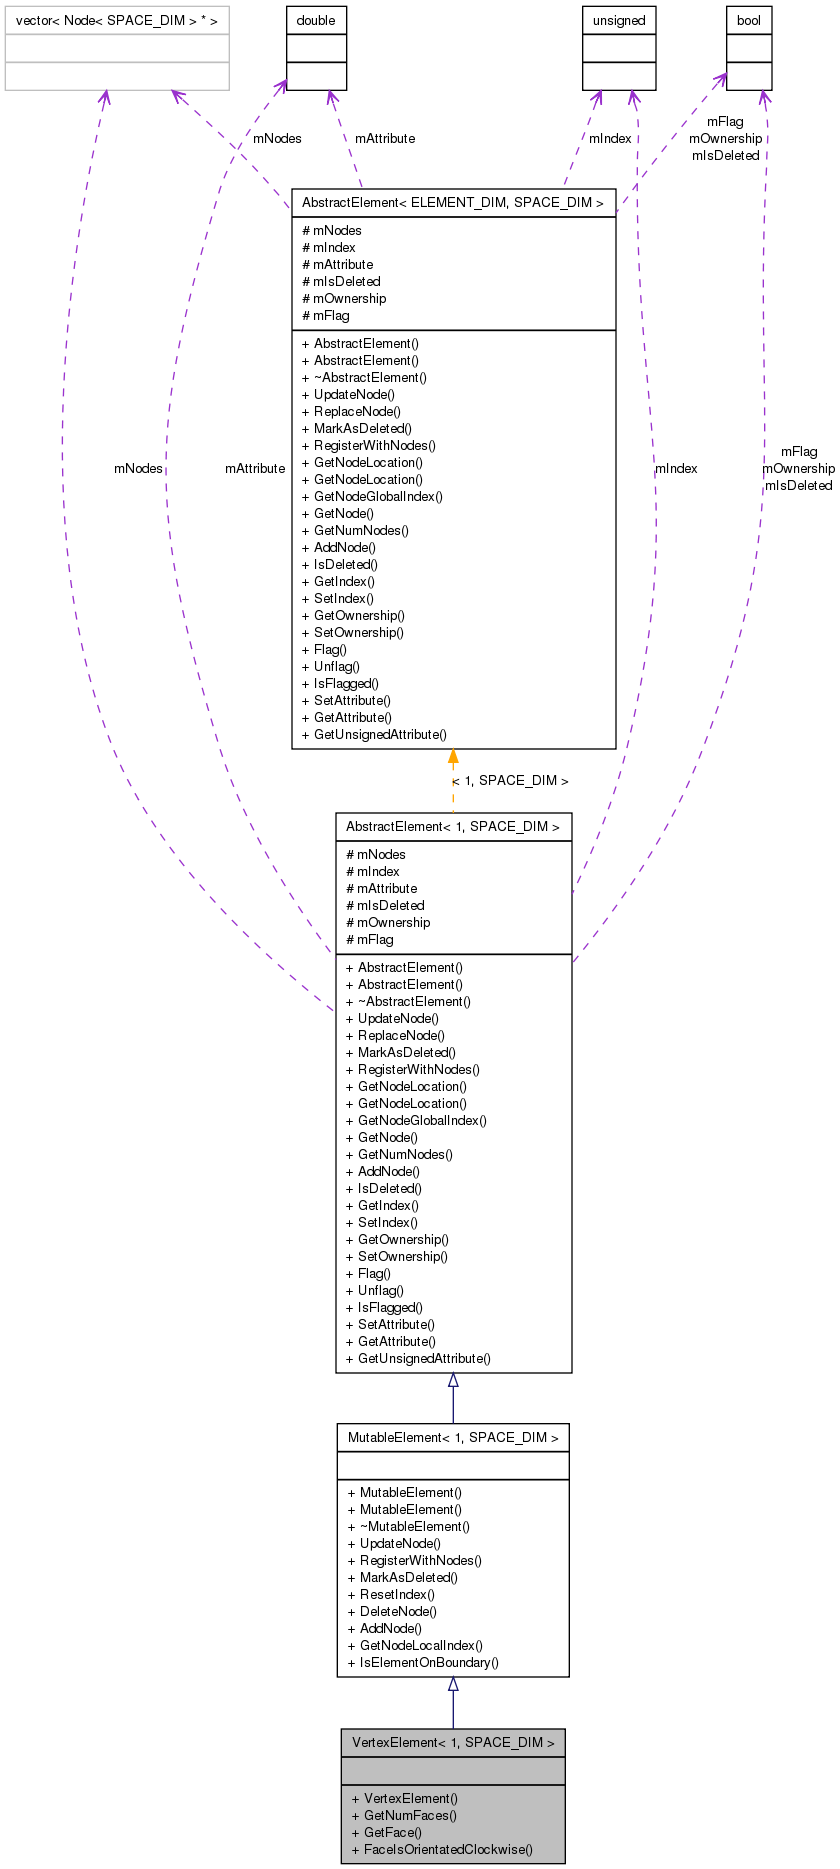 vector< Node< SPACE_DIM > * >
double
unsigned
bool
mNodes
mAttribute
mIndex
mFlag
mOwnership
mIsDeleted
AbstractElement< ELEMENT_DIM, SPACE_DIM >
# mNodes
# mIndex
# mAttribute
# mIsDeleted
# mOwnership
# mFlag
+ AbstractElement()
+ AbstractElement()
+ ~AbstractElement()
+ UpdateNode()
+ ReplaceNode()
+ MarkAsDeleted()
+ RegisterWithNodes()
+ GetNodeLocation()
+ GetNodeLocation()
+ GetNodeGlobalIndex()
+ GetNode()
+ GetNumNodes()
+ AddNode()
+ IsDeleted()
+ GetIndex()
+ SetIndex()
+ GetOwnership()
+ SetOwnership()
+ Flag()
+ Unflag()
+ IsFlagged()
+ SetAttribute()
+ GetAttribute()
+ GetUnsignedAttribute()
mNodes
mAttribute
mIndex
mFlag
mOwnership
mIsDeleted
< 1, SPACE_DIM >
AbstractElement< 1, SPACE_DIM >
# mNodes
# mIndex
# mAttribute
# mIsDeleted
# mOwnership
# mFlag
+ AbstractElement()
+ AbstractElement()
+ ~AbstractElement()
+ UpdateNode()
+ ReplaceNode()
+ MarkAsDeleted()
+ RegisterWithNodes()
+ GetNodeLocation()
+ GetNodeLocation()
+ GetNodeGlobalIndex()
+ GetNode()
+ GetNumNodes()
+ AddNode()
+ IsDeleted()
+ GetIndex()
+ SetIndex()
+ GetOwnership()
+ SetOwnership()
+ Flag()
+ Unflag()
+ IsFlagged()
+ SetAttribute()
+ GetAttribute()
+ GetUnsignedAttribute()
MutableElement< 1, SPACE_DIM >
+ MutableElement()
+ MutableElement()
+ ~MutableElement()
+ UpdateNode()
+ RegisterWithNodes()
+ MarkAsDeleted()
+ ResetIndex()
+ DeleteNode()
+ AddNode()
+ GetNodeLocalIndex()
+ IsElementOnBoundary()
VertexElement< 1, SPACE_DIM >
+ VertexElement()
+ GetNumFaces()
+ GetFace()
+ FaceIsOrientatedClockwise()